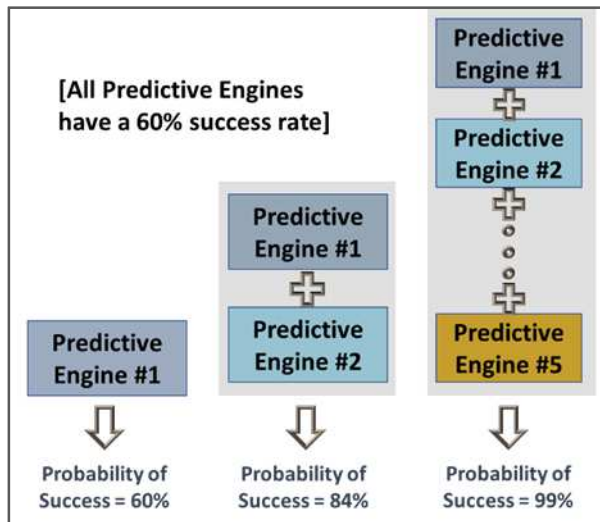 [All Predictive Engines
have a 60% success rate]
Predictive
Engine #1
Probability of
Success = 60%
Predictive
Engine #1
Predictive
Engine #2
Probability of
Success = 84%
Predictive
Engine #1
Predictive
Engine #2
Predictive
Engine #5
Probability of
Success = 99%